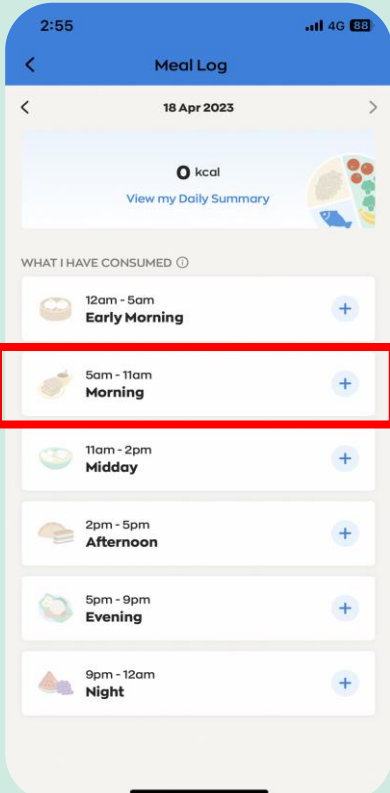 2:55 4G 88
Meal Log
18 Apr 2023
0 kcal
View my Daily Summary
WHAT I HAVE CONSUMED
12am - 5am
Early Morning
5am - 11am
Morning
11am - 2pm
Midday
2pm - 5pm
Afternoon
5pm - 9pm
Evening
9pm - 12am
Night